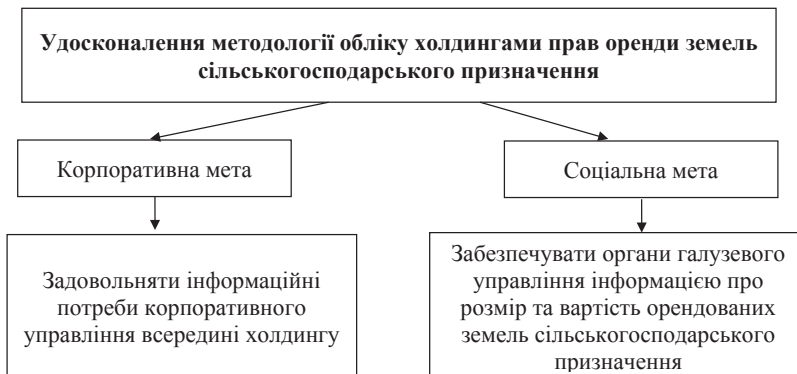 Удосконалення методології обліку холдингами прав оренди земель
сільськогосподарського призначення
Корпоративна мета
Соціальна мета
Задовольняти інформаційні
потреби корпоративного
управління всередині холдингу
Забезпечувати органи галузевого
управління інформацією про
розмір та вартість орендованих
земель сільськогосподарського
призначення